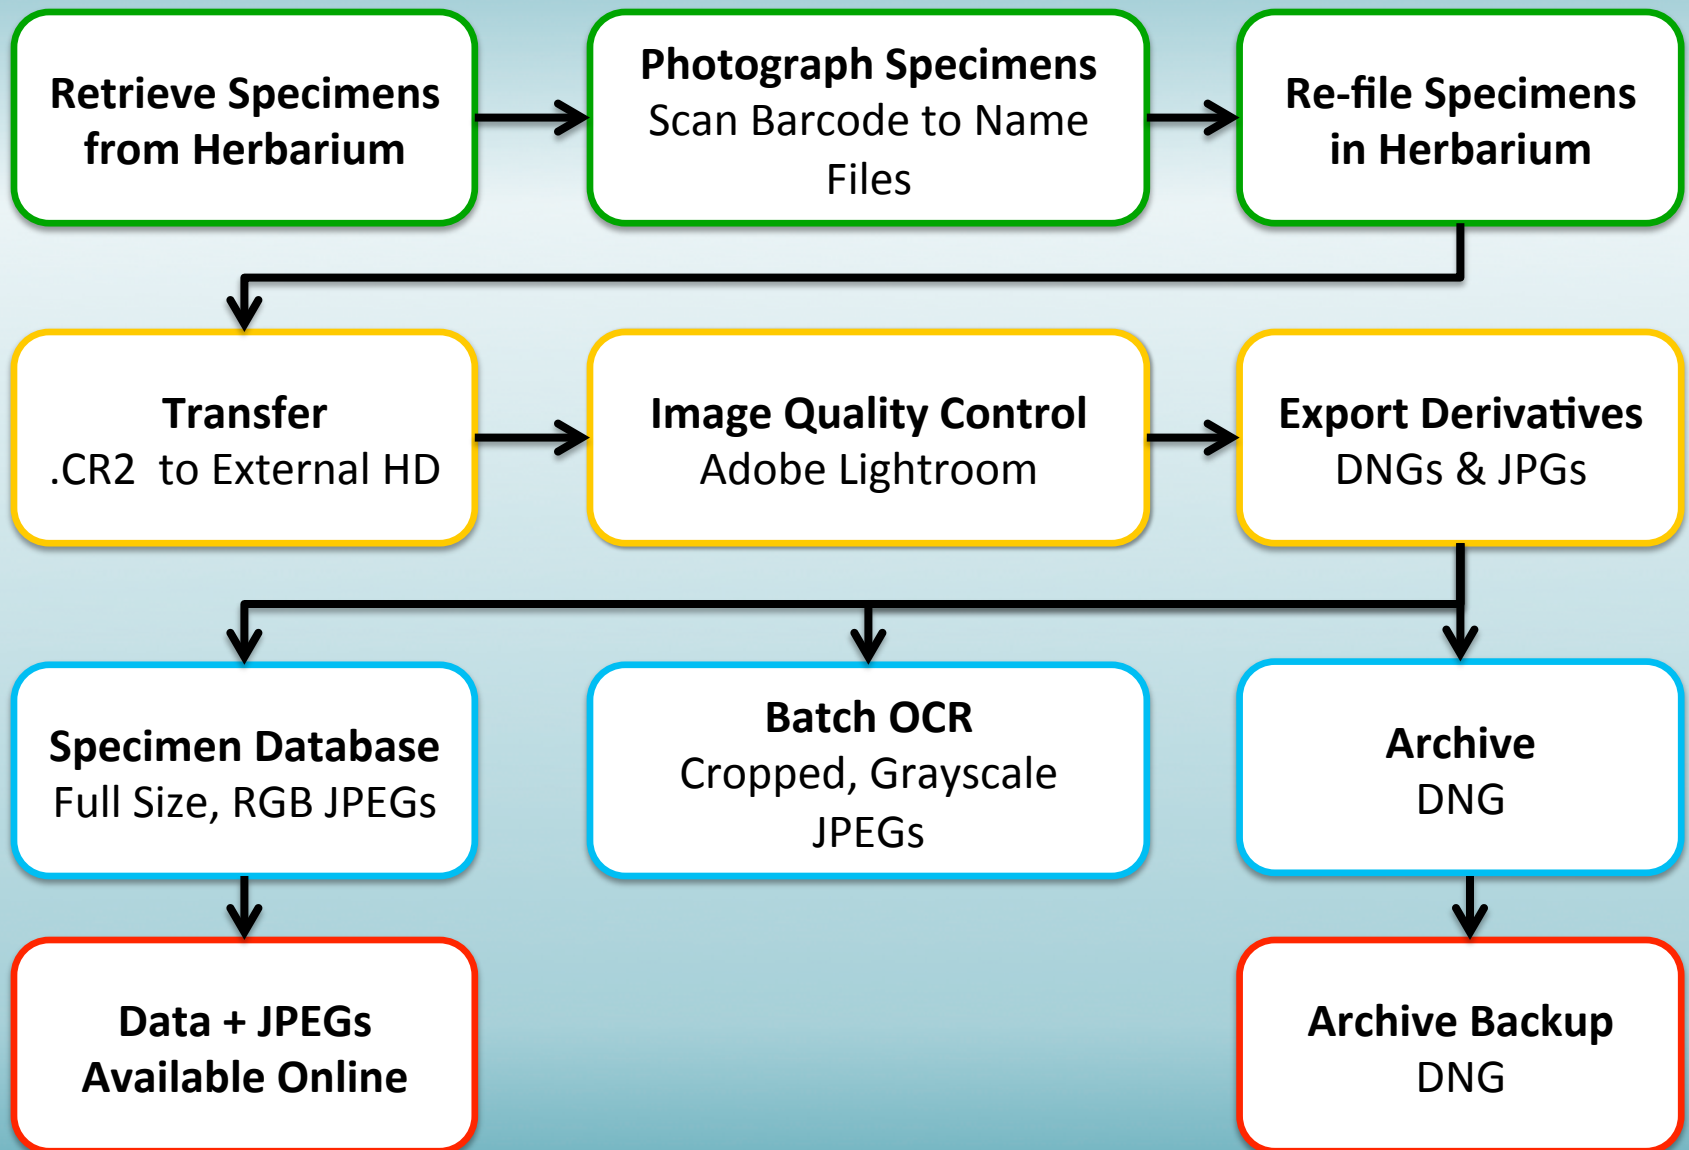 Retrieve Specimens
from Herbarium
Photograph Specimens
Scan Barcode to Name
Files
Re-file Specimens
in Herbarium
Transfer
.CR2 to External HD
Image Quality Control
Adobe Lightroom
Export Derivatives
DNGs & JPGs
Specimen Database
Full Size, RGB JPEGs
Batch OCR
Cropped, Grayscale
JPEGs
Archive
DNG
Data + JPEGs
Available Online
Archive Backup
DNG